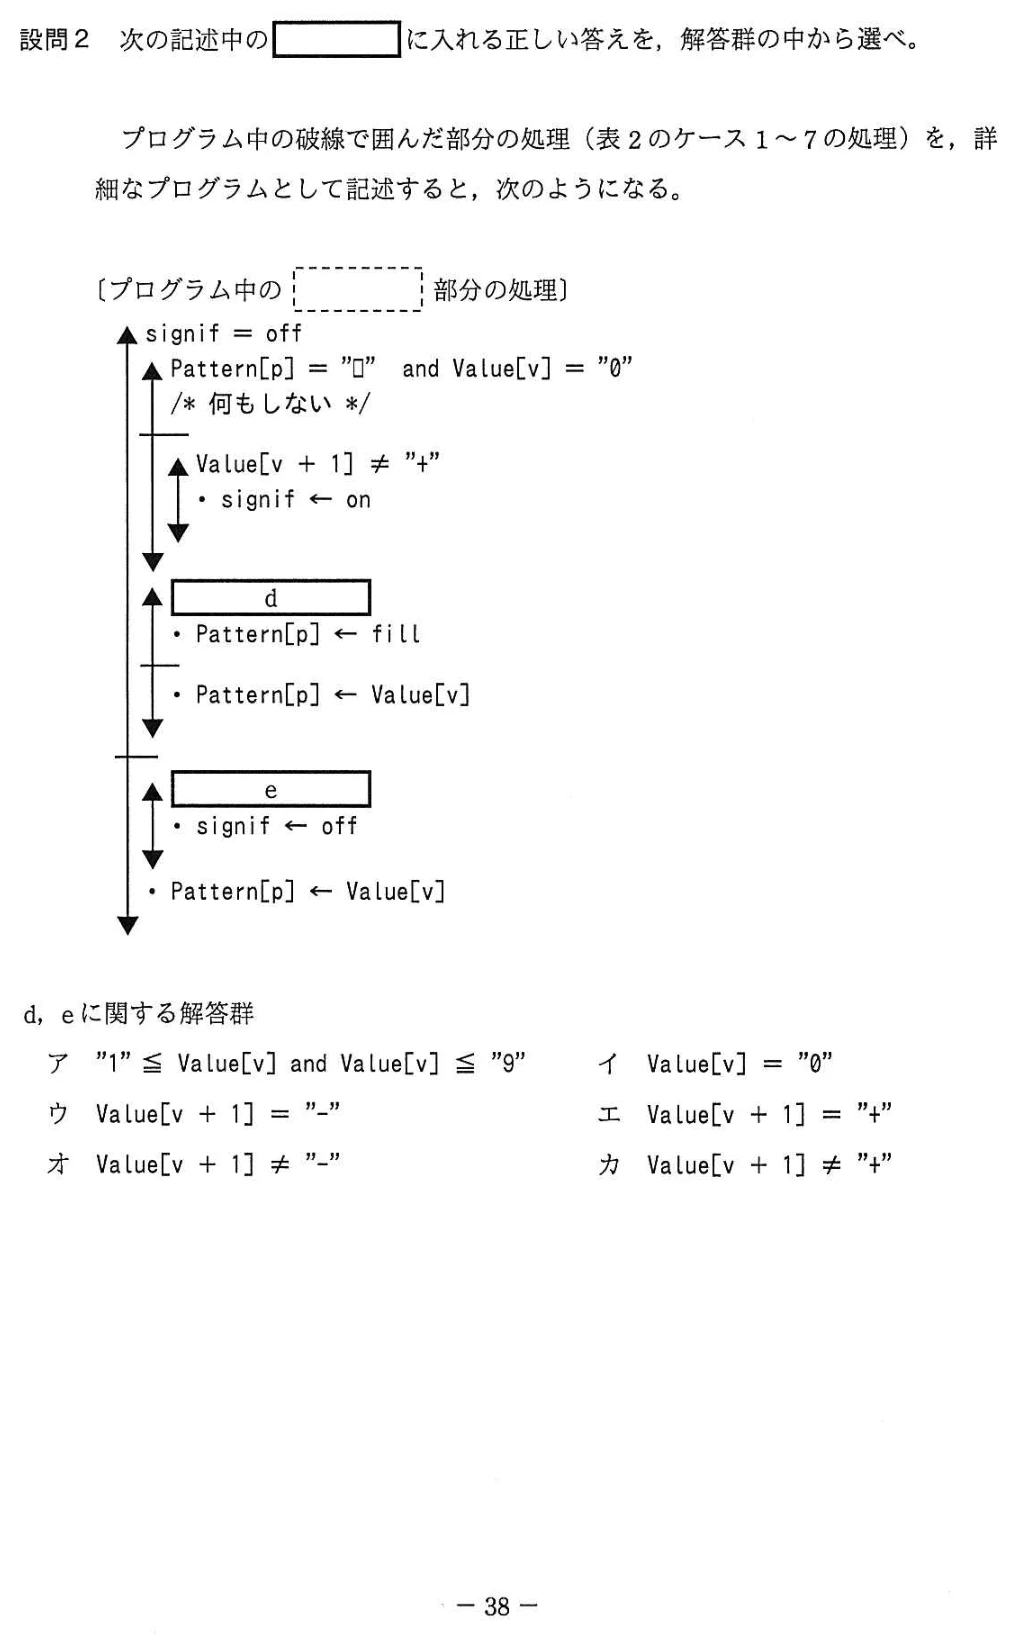 設問2 次の記述中の に入れる正しい答えを，解答群の中から選べ。
プログラム中の破線で囲んだ部分の処理（表2のケース1～7の処理）を，詳
細なプログラムとして記述すると，次のようになる。
〔プログラム中の 部分の処理〕
signif = off
Pattern[p] = ”□” and Value[v] = ”0”
/* 何もしない */
Value[v + 1] ≠ ”+”
・signif ← on
d
・Pattern[p] ← fill
・Pattern[p] ← Value[v]
e
・signif ← off
・Pattern[p] ← Value[v]
d，eに関する解答群
ア ”1” ≦ Value[v] and Value[v] ≦ ”9” イ Value[v] = ”0”
ウ Value[v + 1] = ”-” エ Value[v + 1] = ”+”
オ Value[v + 1] ≠ ”-” カ Value[v + 1] ≠ ”+”
－ 38 －